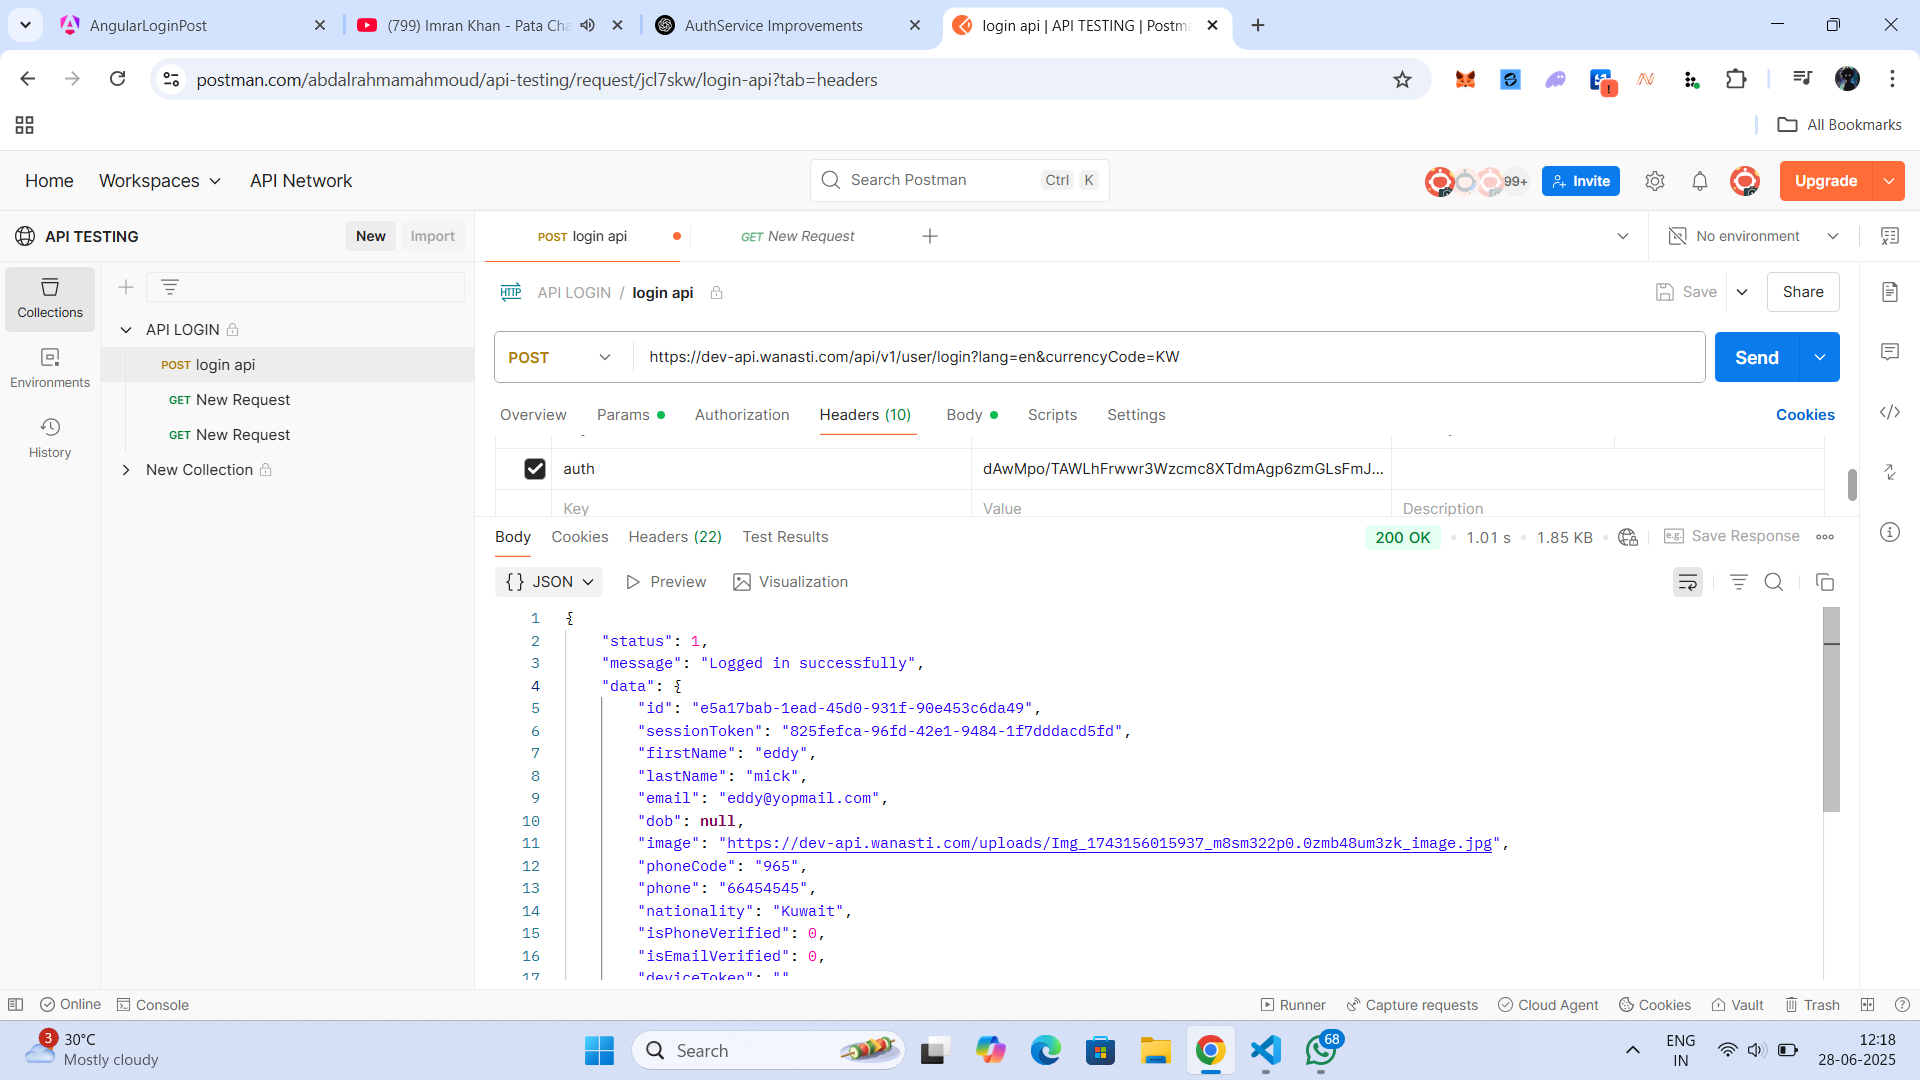 AngularLoginPost
(799) Imran Khan - Pata Cha
AuthService Improvements
login api | API TESTING | Postma
postman.com/abdalrahmamahmoud/api-testing/request/jcl7skw/login-api?tab=headers
All Bookmarks
Home
Workspaces
API Network
Search Postman
Ctrl
K
99+
Invite
Upgrade
API TESTING
New
Import
POST login api
GET New Request
No environment
Collections
Environments
History
API LOGIN
POST login api
GET New Request
GET New Request
New Collection
HTTP
API LOGIN / login api
Save
Share
POST
https://dev-api.wanasti.com/api/v1/user/login?lang=en&currencyCode=KW
Send
Overview
Params
Authorization
Headers (10)
Body
Scripts
Settings
Cookies
auth
dAwMpo/TAWLhFrwwr3Wzcmc8XTdmAgp6zmGLsFmJ...
Key
Value
Description
Body
Cookies
Headers (22)
Test Results
200 OK
1.01 s
1.85 KB
e.g.
Save Response
{} JSON
Preview
Visualization
1 {
2 "status": 1,
3 "message": "Logged in successfully",
4 "data": {
5 "id": "e5a17bab-1ead-45d0-931f-90e453c6da49",
6 "sessionToken": "825fefca-96fd-42e1-9484-1f7dddacd5fd",
7 "firstName": "eddy",
8 "lastName": "mick",
9 "email": "eddy@yopmail.com",
10 "dob": null,
11 "image": "https://dev-api.wanasti.com/uploads/Img_1743156015937_m8sm322p0.0zmb48um3zk_image.jpg",
12 "phoneCode": "965",
13 "phone": "66454545",
14 "nationality": "Kuwait",
15 "isPhoneVerified": 0,
16 "isEmailVerified": 0,
17 "deviceToken": ""
Online
Console
Runner
Capture requests
Cloud Agent
Cookies
Vault
Trash
3
30°C
Mostly cloudy
Search
68
ENG
IN
12:18
28-06-2025